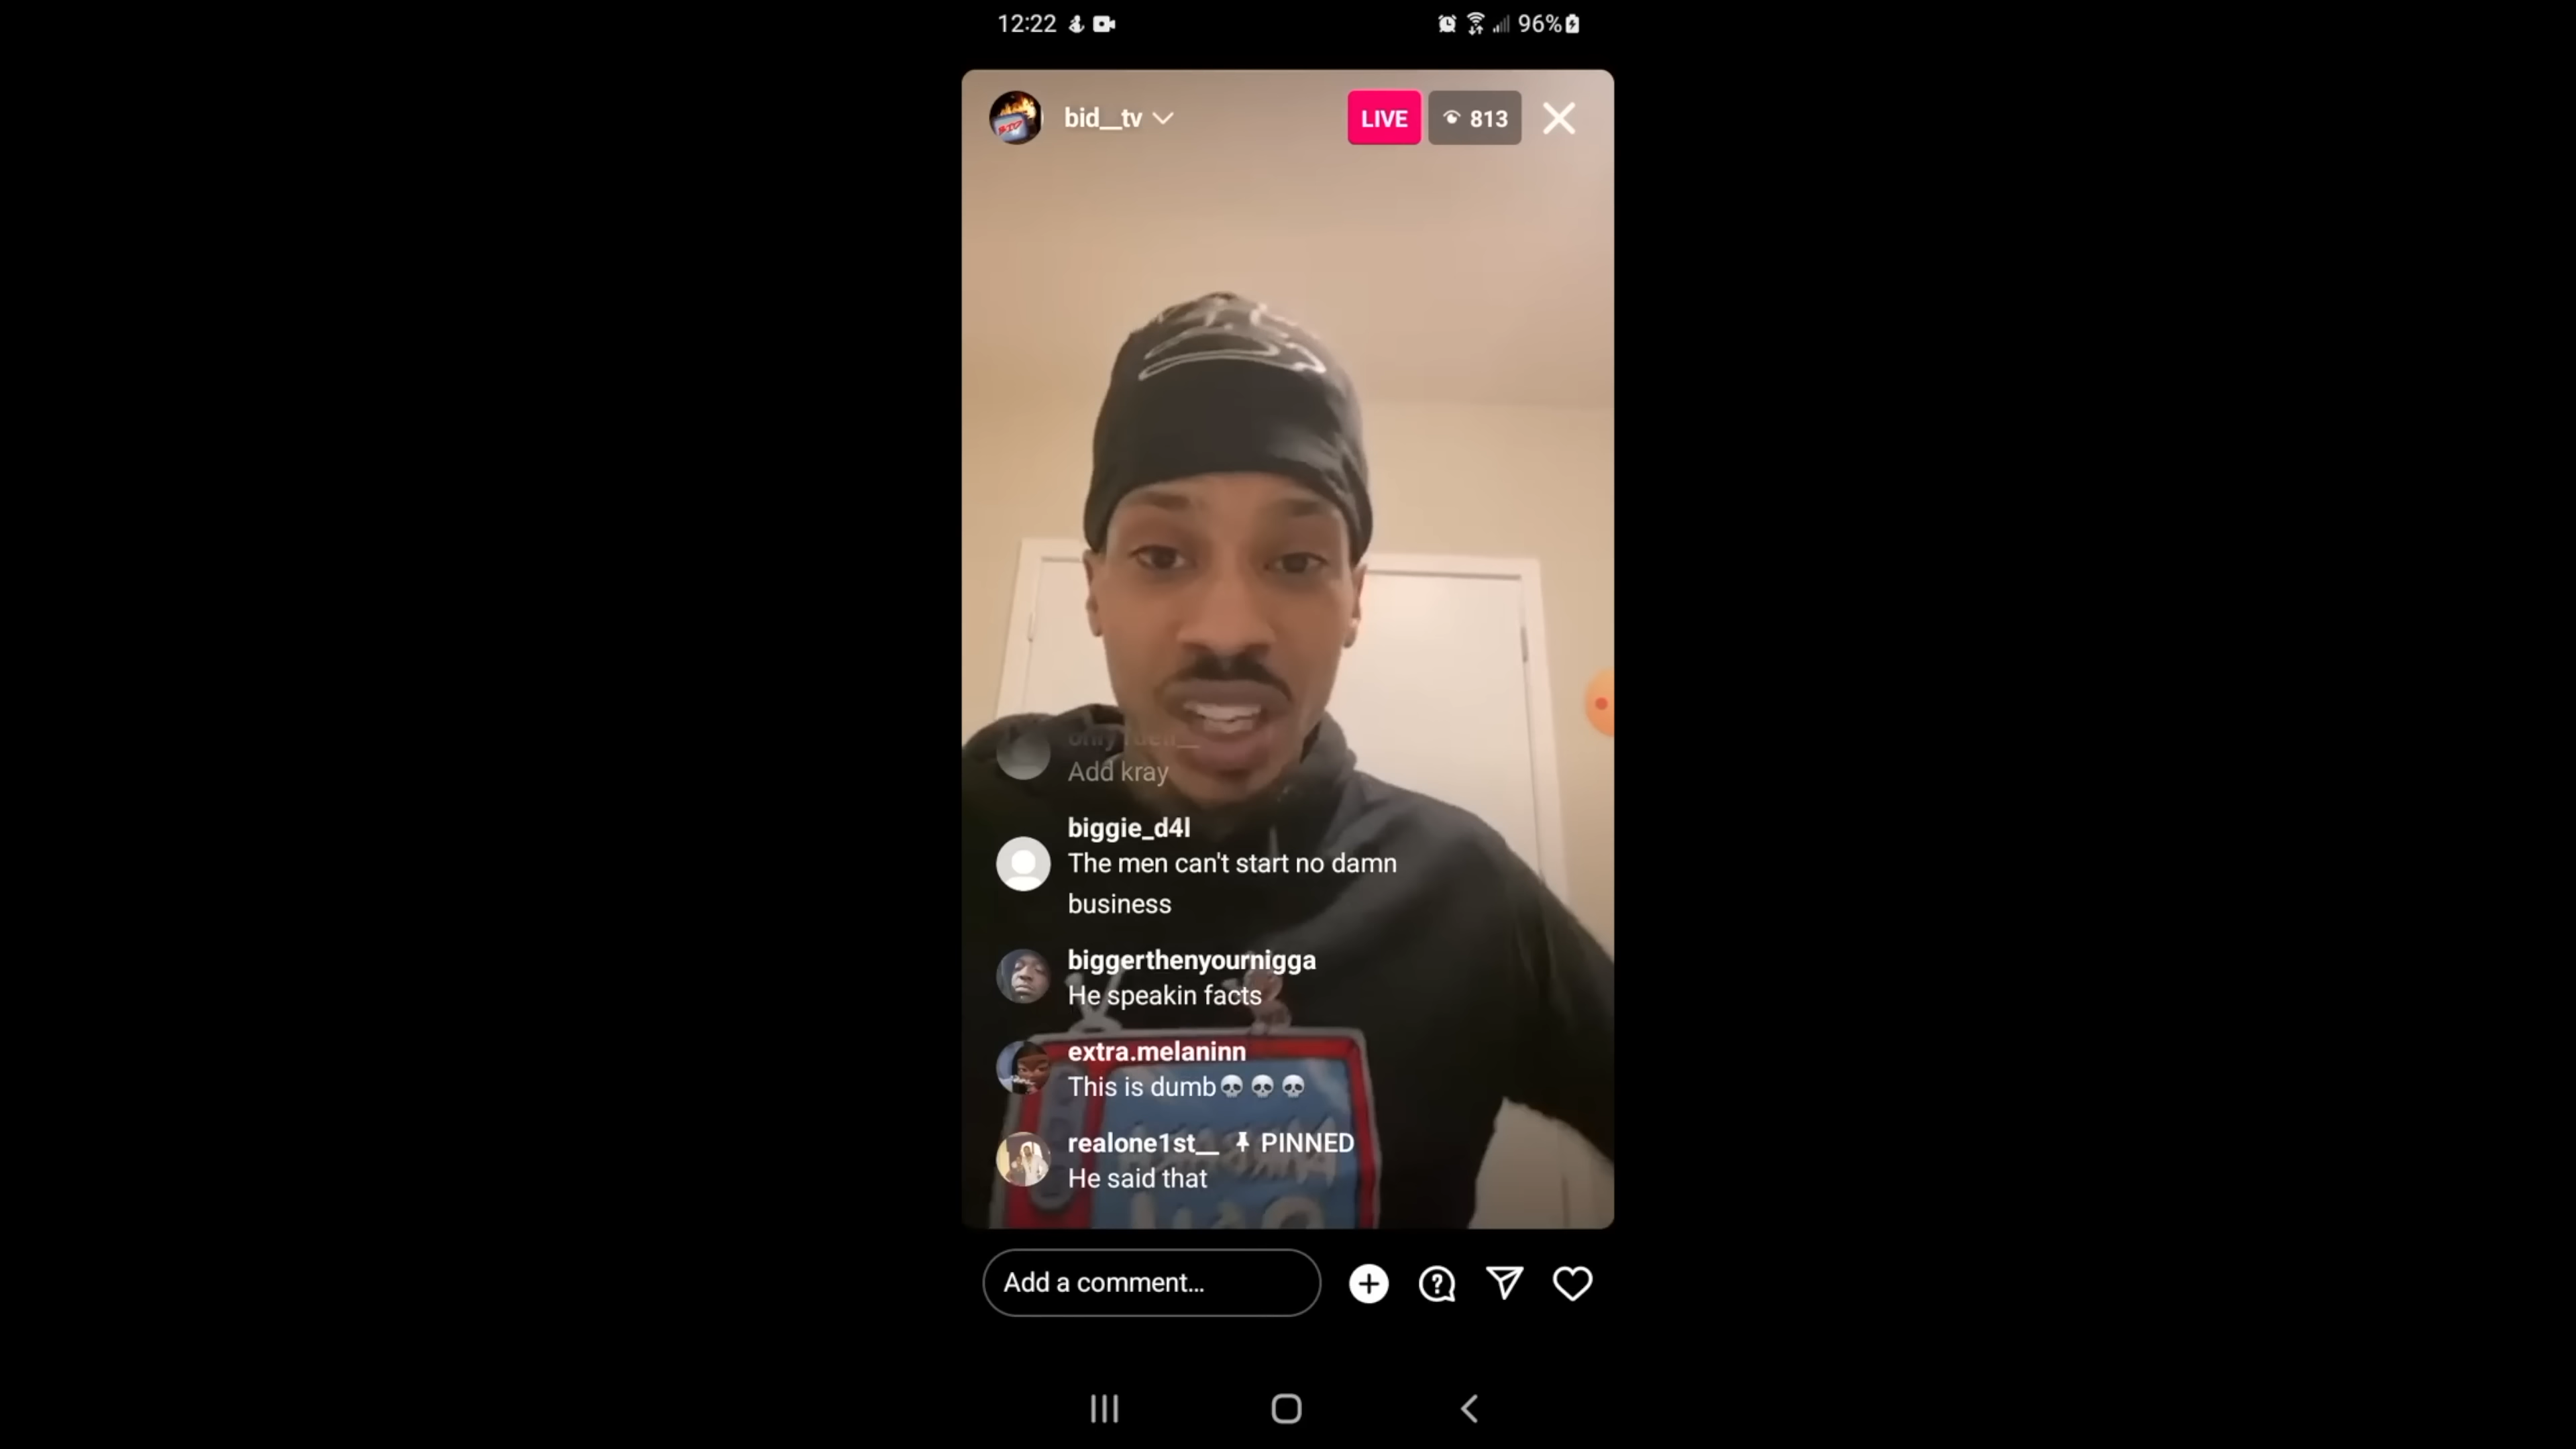 12:22 96%
bid__tv LIVE 813
Add kray
biggie_d4l
The men can't start no damn
business
biggerthenyournigga
He speakin facts
extra.melaninn
This is dumb💀💀💀
realone1st__ PINNED
He said that
Add a comment...